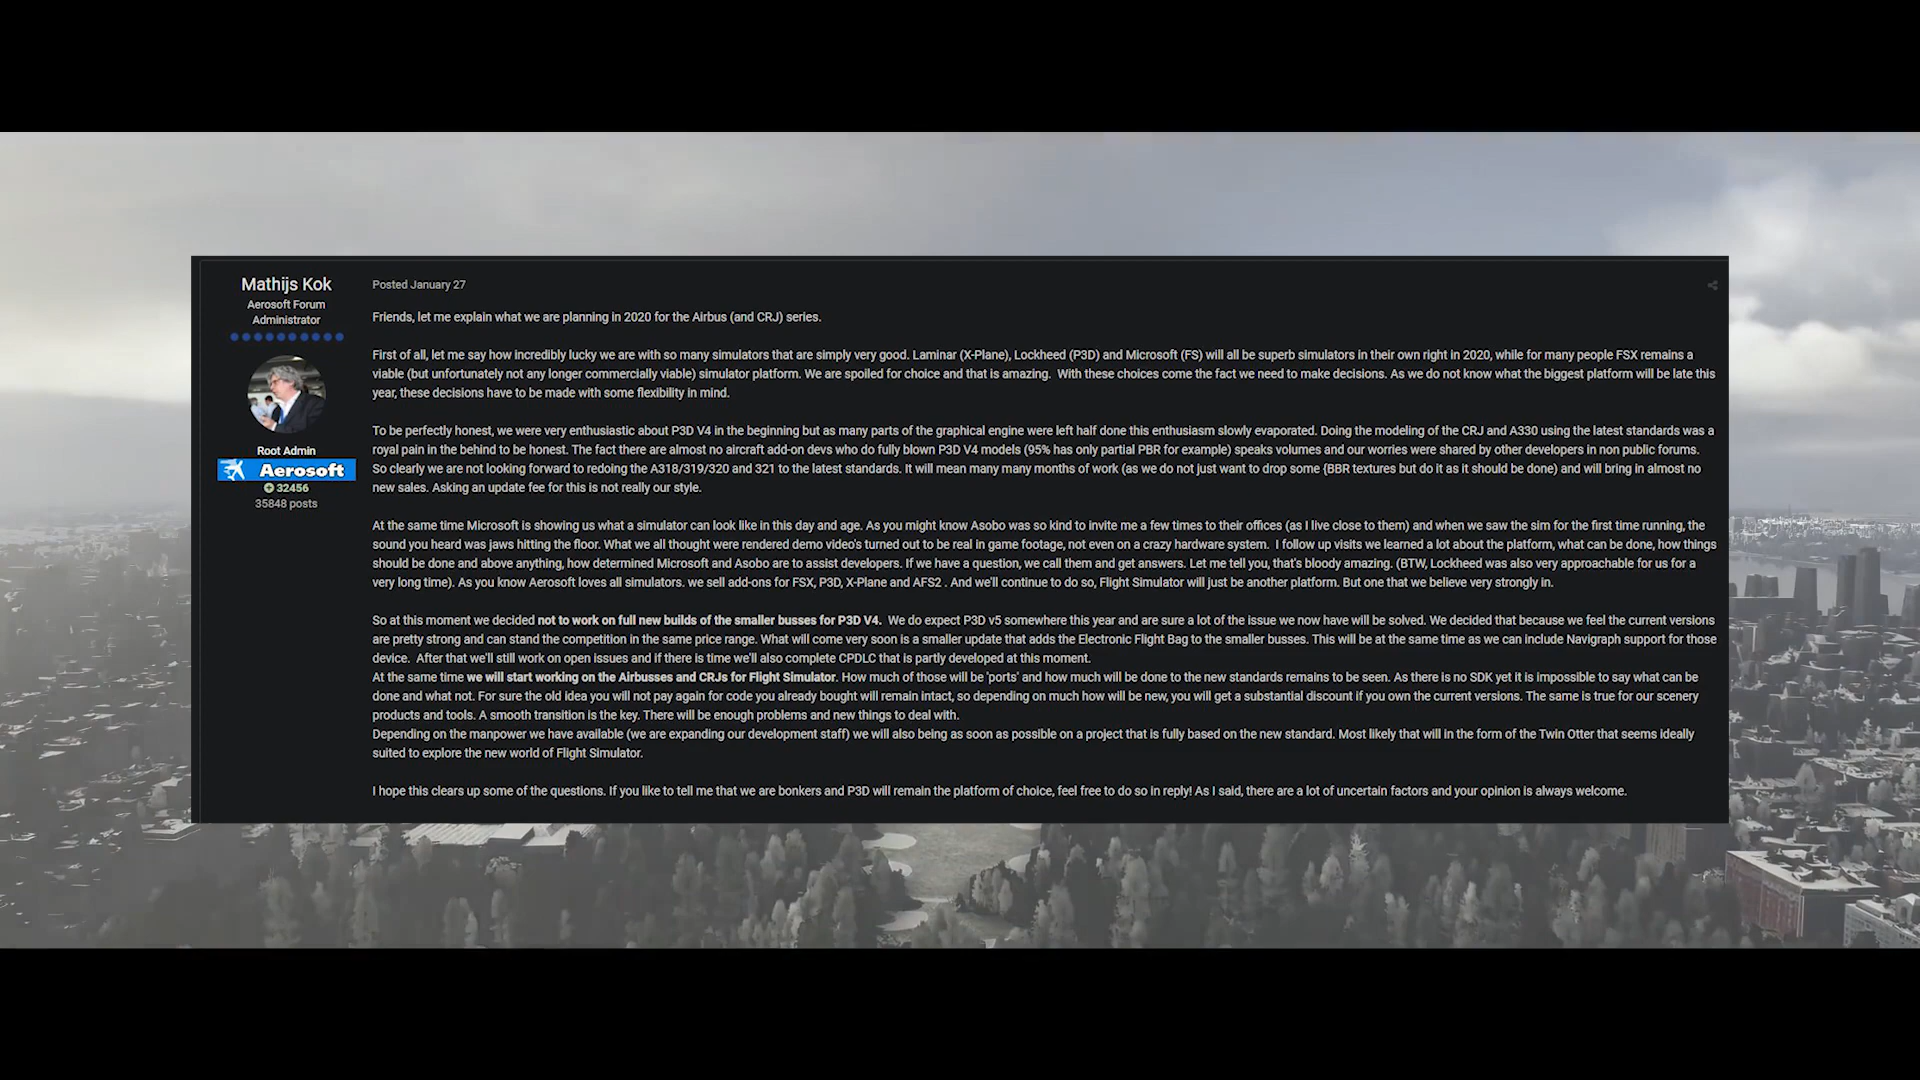 Mathijs Kok
Aerosoft Forum
Administrator
Root Admin
Aerosoft
32456
35848 posts
Posted January 27
Friends, let me explain what we are planning in 2020 for the Airbus (and CRJ) series.
First of all, let me say how incredibly lucky we are with so many simulators that are simply very good. Laminar (X-Plane), Lockheed (P3D) and Microsoft (FS) will all be superb simulators in their own right in 2020, while for many people FSX remains a
viable (but unfortunately not any longer commercially viable) simulator platform. We are spoiled for choice and that is amazing.  With these choices come the fact we need to make decisions. As we do not know what the biggest platform will be late this
year, these decisions have to be made with some flexibility in mind.
To be perfectly honest, we were very enthusiastic about P3D V4 in the beginning but as many parts of the graphical engine were left half done this enthusiasm slowly evaporated. Doing the modeling of the CRJ and A330 using the latest standards was a
royal pain in the behind to be honest. The fact there are almost no aircraft add-on devs who do fully blown P3D V4 models (95% has only partial PBR for example) speaks volumes and our worries were shared by other developers in non public forums.
So clearly we are not looking forward to redoing the A318/319/320 and 321 to the latest standards. It will mean many many months of work (as we do not just want to drop some {BBR textures but do it as it should be done) and will bring in almost no
new sales. Asking an update fee for this is not really our style.
At the same time Microsoft is showing us what a simulator can look like in this day and age. As you might know Asobo was so kind to invite me a few times to their offices (as I live close to them) and when we saw the sim for the first time running, the
sound you heard was jaws hitting the floor. What we all thought were rendered demo video's turned out to be real in game footage, not even on a crazy hardware system.  I follow up visits we learned a lot about the platform, what can be done, how things
should be done and above anything, how determined Microsoft and Asobo are to assist developers. If we have a question, we call them and get answers. Let me tell you, that's bloody amazing. (BTW, Lockheed was also very approachable for us for a
very long time). As you know Aerosoft loves all simulators. we sell add-ons for FSX, P3D, X-Plane and AFS2 . And we'll continue to do so, Flight Simulator will just be another platform. But one that we believe very strongly in.
So at this moment we decided not to work on full new builds of the smaller busses for P3D V4.  We do expect P3D v5 somewhere this year and are sure a lot of the issue we now have will be solved. We decided that because we feel the current versions
are pretty strong and can stand the competition in the same price range. What will come very soon is a smaller update that adds the Electronic Flight Bag to the smaller busses. This will be at the same time as we can include Navigraph support for those
device.  After that we'll still work on open issues and if there is time we'll also complete CPDLC that is partly developed at this moment.
At the same time we will start working on the Airbusses and CRJs for Flight Simulator. How much of those will be 'ports' and how much will be done to the new standards remains to be seen. As there is no SDK yet it is impossible to say what can be
done and what not. For sure the old idea you will not pay again for code you already bought will remain intact, so depending on much how will be new, you will get a substantial discount if you own the current versions. The same is true for our scenery
products and tools. A smooth transition is the key. There will be enough problems and new things to deal with.
Depending on the manpower we have available (we are expanding our development staff) we will also being as soon as possible on a project that is fully based on the new standard. Most likely that will in the form of the Twin Otter that seems ideally
suited to explore the new world of Flight Simulator.
I hope this clears up some of the questions. If you like to tell me that we are bonkers and P3D will remain the platform of choice, feel free to do so in reply! As I said, there are a lot of uncertain factors and your opinion is always welcome.